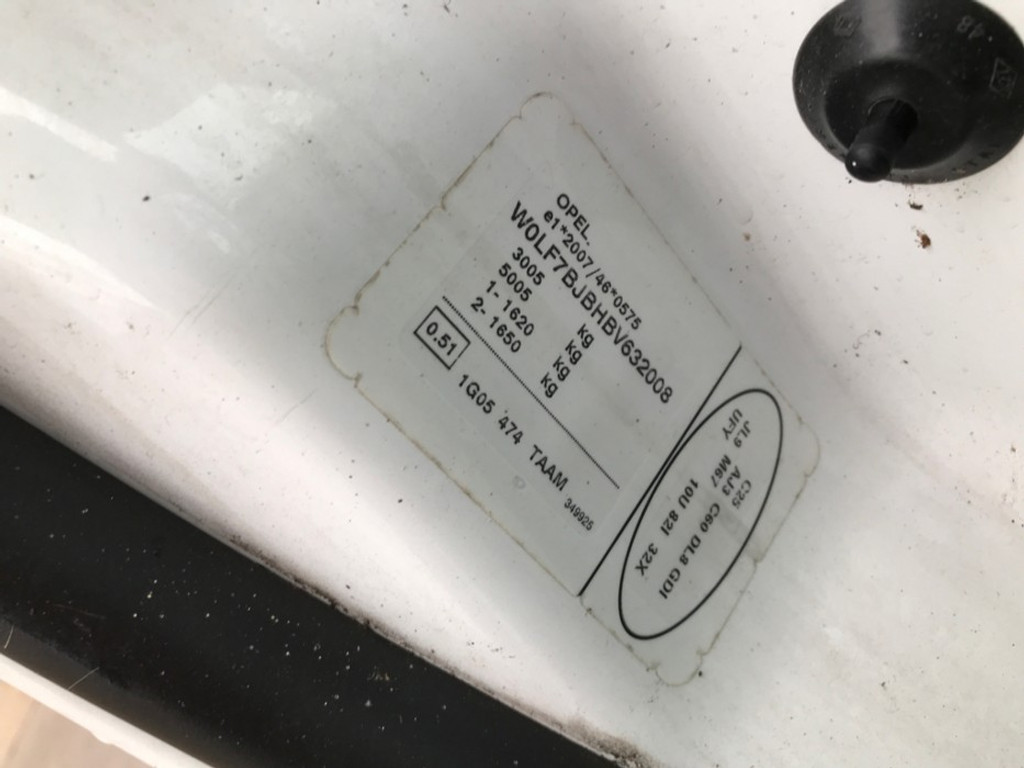 OPEL
e1*2007/46*0575
W0LF7BJBHBV632008
3005 kg
5005 kg
1- 1620 kg
2- 1650 kg
0.51
1G05 474 TAAM
349925
C25
JL9 AJ3 C60 DL8 GDI
UFY M67 10U 82I 32X